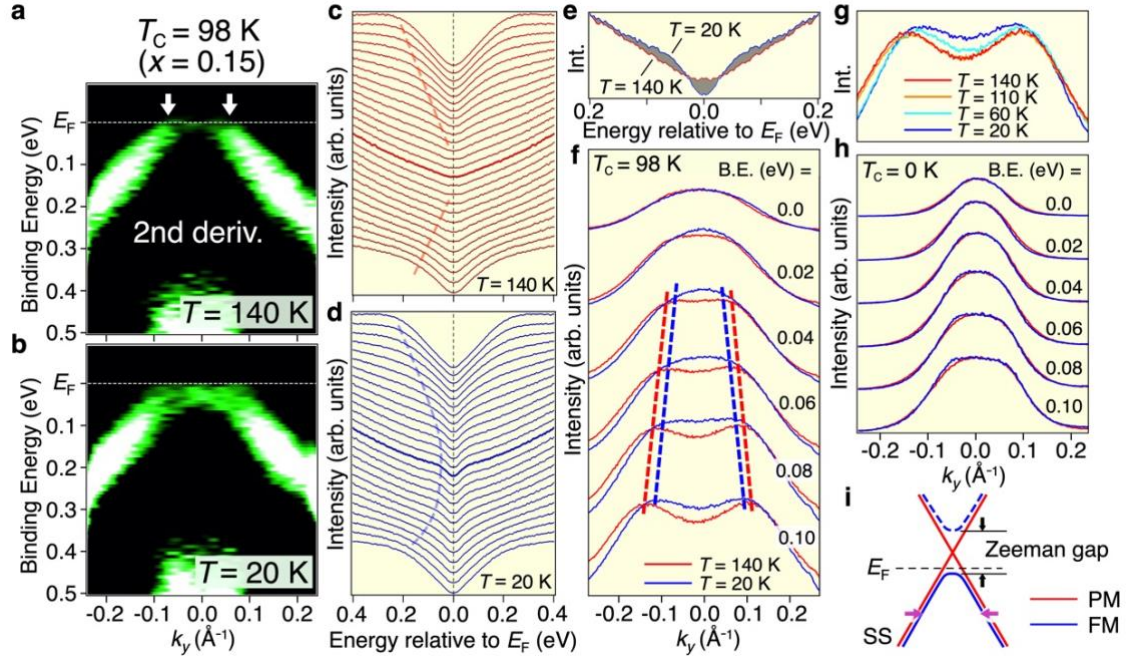 a
T_C = 98 K
(x = 0.15)
E_F
0.1
0.2
0.3
0.4
0.5
Binding Energy (eV)
2nd deriv.
T = 140 K
b
E_F
0.1
0.2
0.3
0.4
0.5
Binding Energy (eV)
T = 20 K
-0.2 -0.1 0.0 0.1 0.2
k_y (Å⁻¹)
c
Intensity (arb. units)
T = 140 K
d
Intensity (arb. units)
T = 20 K
0.4 0.2 0.0 0.2 0.4
Energy relative to E_F (eV)
e
Int.
T = 20 K
T = 140 K
0.2 0.0 0.2
Energy relative to E_F (eV)
f
T_C = 98 K B.E. (eV) =
0.0
0.02
0.04
0.06
0.08
0.10
Intensity (arb. units)
T = 140 K
T = 20 K
-0.2 -0.1 0.0 0.1 0.2
k_y (Å⁻¹)
g
Int.
T = 140 K
T = 110 K
T = 60 K
T = 20 K
h
T_C = 0 K B.E. (eV) =
0.0
0.02
0.04
0.06
0.08
0.10
Intensity (arb. units)
-0.2 -0.1 0.0 0.1 0.2
k_y (Å⁻¹)
i
Zeeman gap
E_F
PM
FM
SS